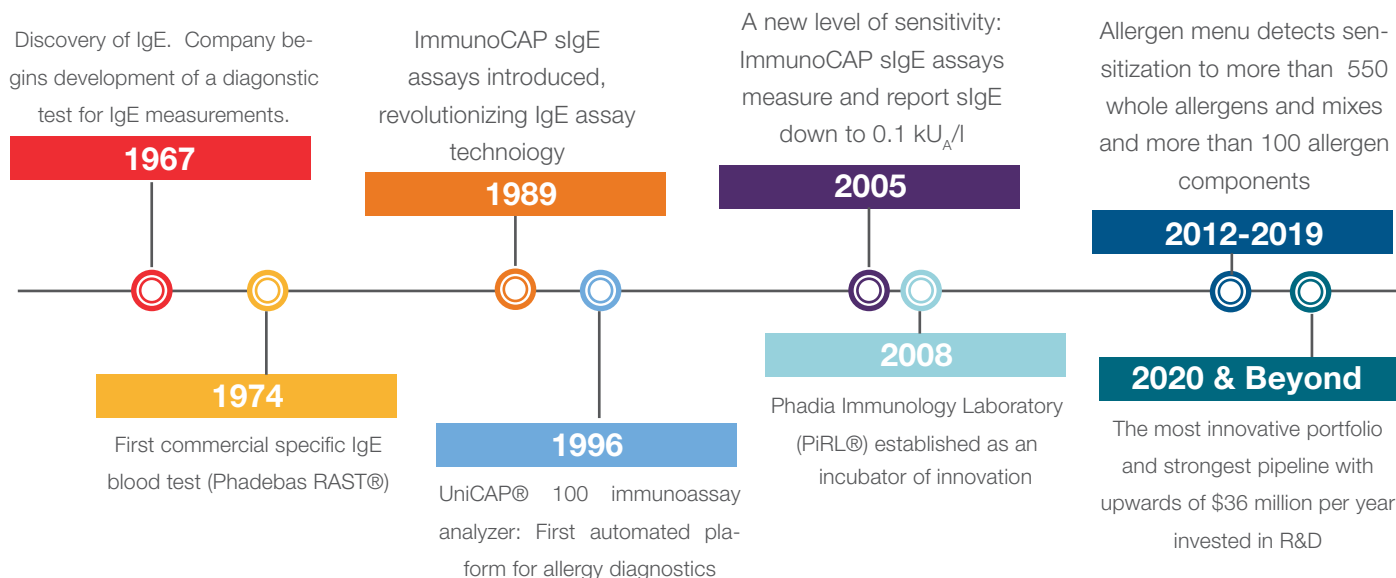 Discovery of IgE. Company be-
gins development of a diagonstic
test for IgE measurements.
1967
1974
First commercial specific IgE
blood test (Phadebas RAST®)
ImmunoCAP sIgE
assays introduced,
revolutionizing IgE assay
technoiogy
1989
1996
UniCAP® 100 immunoassay
analyzer: First automated pla-
form for allergy diagnostics
A new level of sensitivity:
ImmunoCAP sIgE assays
measure and report sIgE
down to 0.1 kUA/l
2005
2008
Phadia Immunology Laboratory
(PiRL®) established as an
incubator of innovation
Allergen menu detects sen-
sitization to more than 550
whole allergens and mixes
and more than 100 allergen
components
2012-2019
2020 & Beyond
The most innovative portfolio
and strongest pipeline with
upwards of $36 million per year
invested in R&D